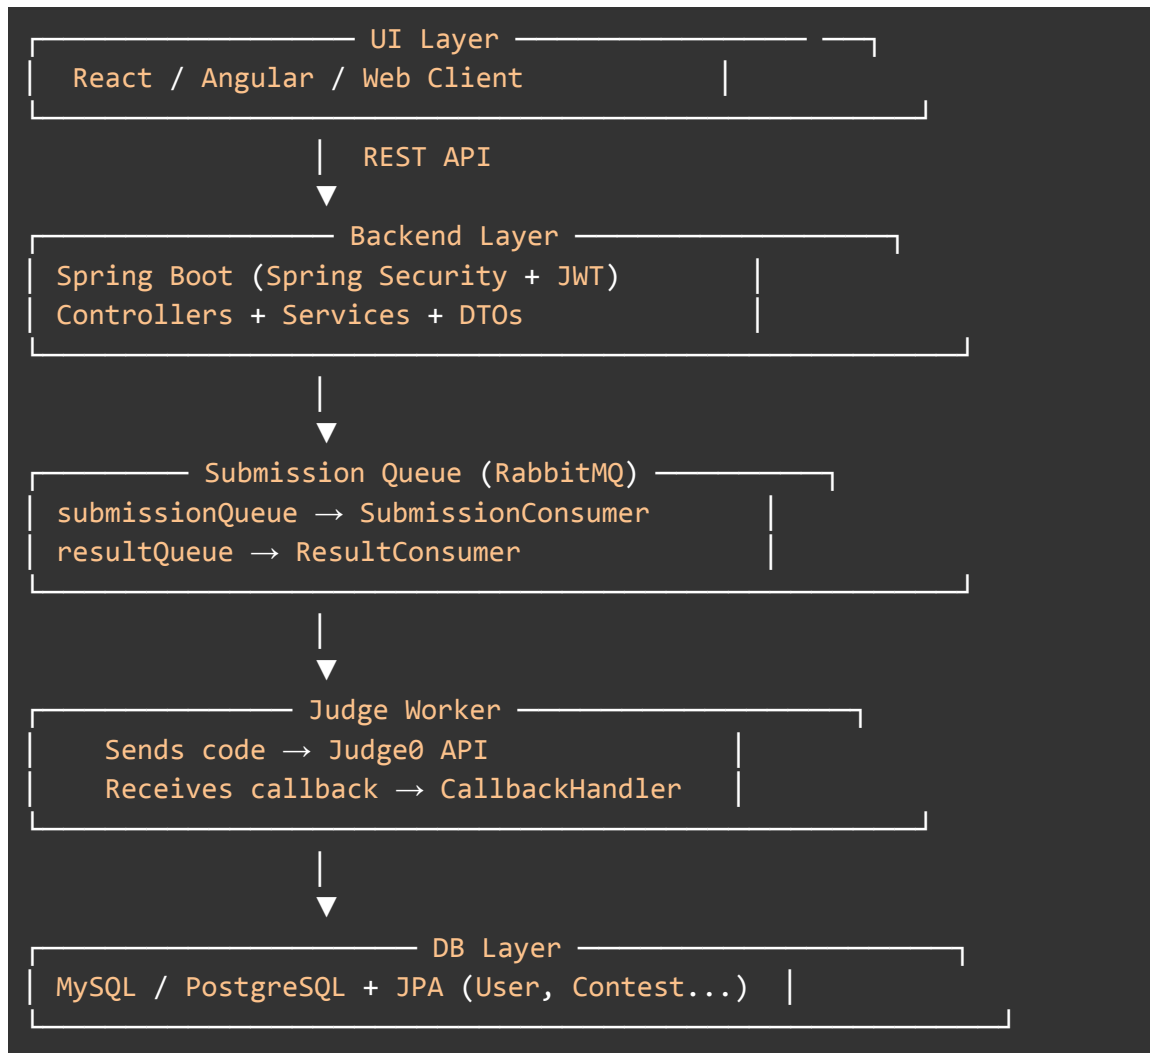 UI Layer
React / Angular / Web Client
REST API
Backend Layer
Spring Boot (Spring Security + JWT)
Controllers + Services + DTOs
Submission Queue (RabbitMQ)
submissionQueue → SubmissionConsumer
resultQueue → ResultConsumer
Judge Worker
Sends code → Judge0 API
Receives callback → CallbackHandler
DB Layer
MySQL / PostgreSQL + JPA (User, Contest...)